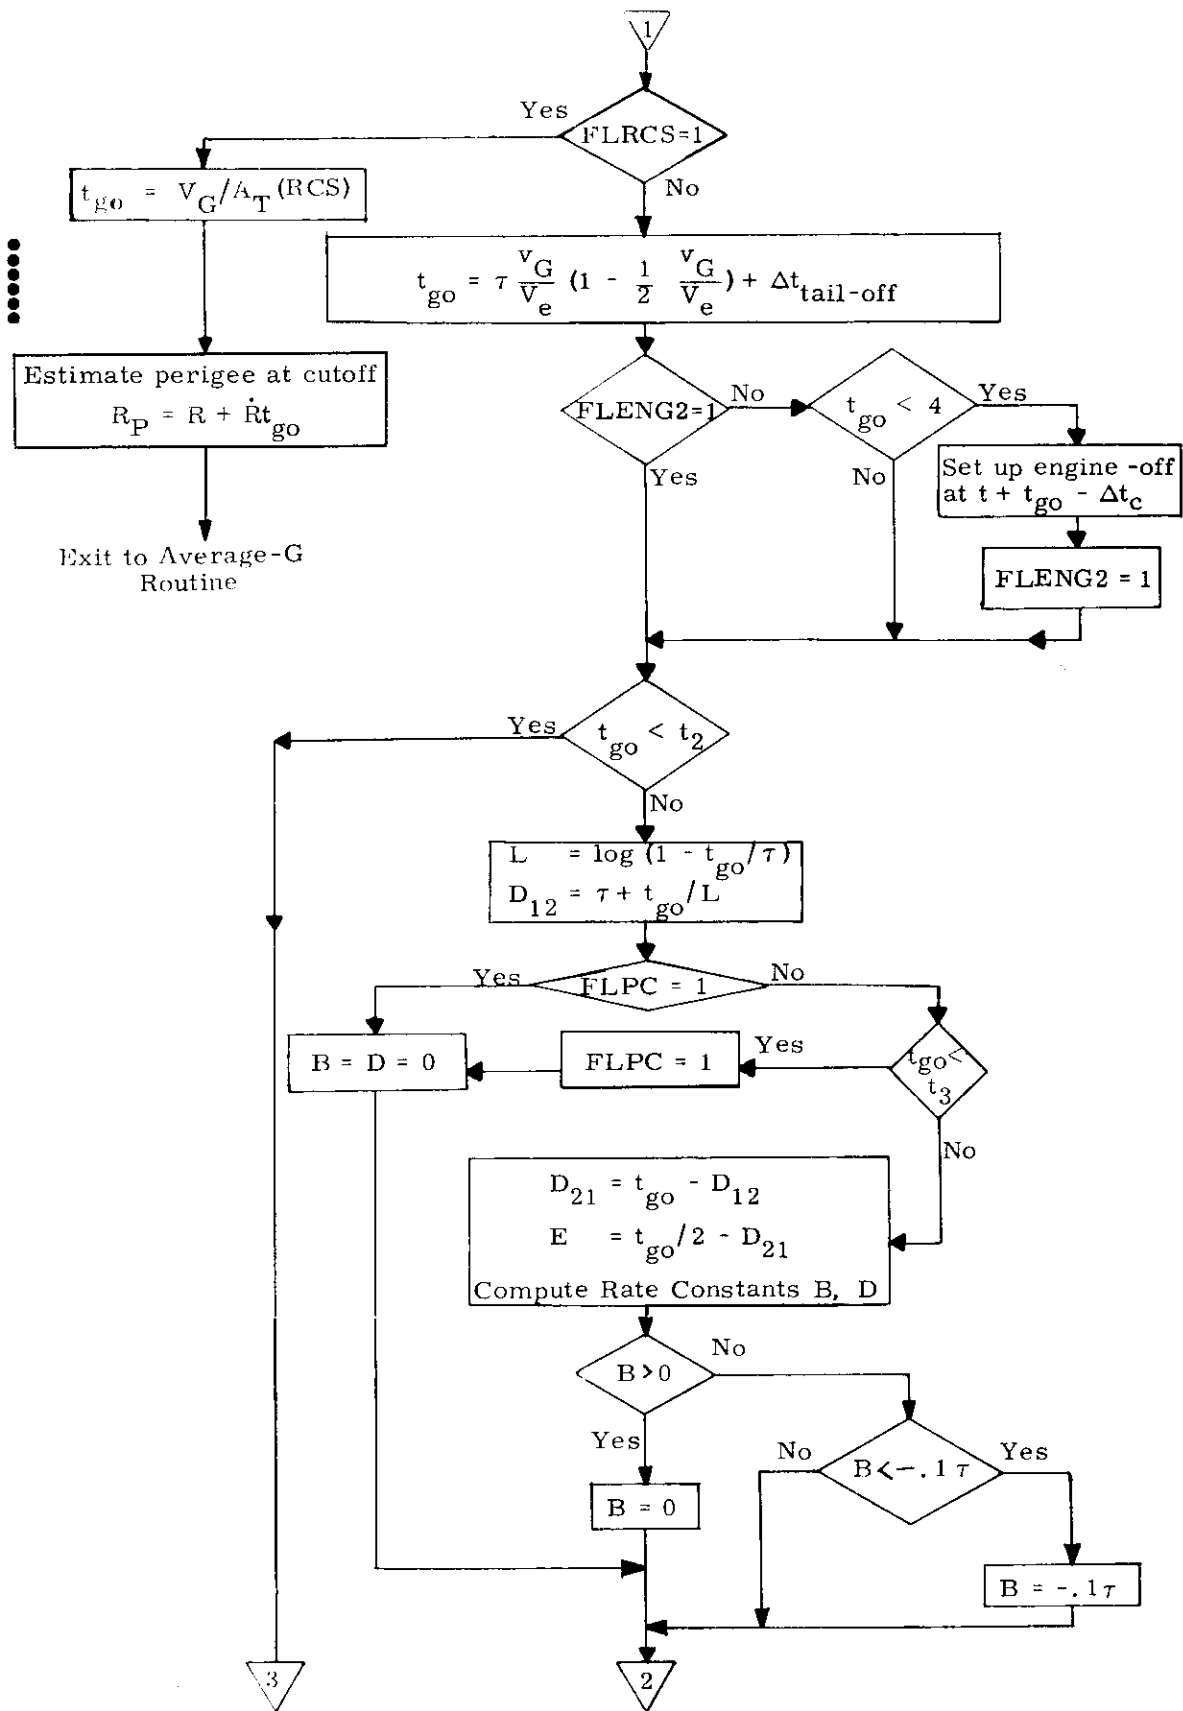 1
Yes
FLRCS=1
No
t_go = V_G/A_T (RCS)
t_go = τ v_G/V_e (1 - 1/2 v_G/V_e) + Δt_tail-off
Estimate perigee at cutoff
R_P = R + Ṙt_go
Exit to Average-G
Routine
FLENG2=1
No
Yes
t_go < 4
Yes
No
Set up engine -off
at t + t_go - Δt_c
FLENG2 = 1
Yes
t_go < t_2
No
L = log (1 - t_go/τ)
D_12 = τ + t_go/L
Yes
FLPC = 1
No
B = D = 0
FLPC = 1
Yes
t_go <
t_3
No
D_21 = t_go - D_12
E = t_go/2 - D_21
Compute Rate Constants B, D
B > 0
No
Yes
B = 0
No
B < -.1 τ
Yes
B = -.1 τ
3
2